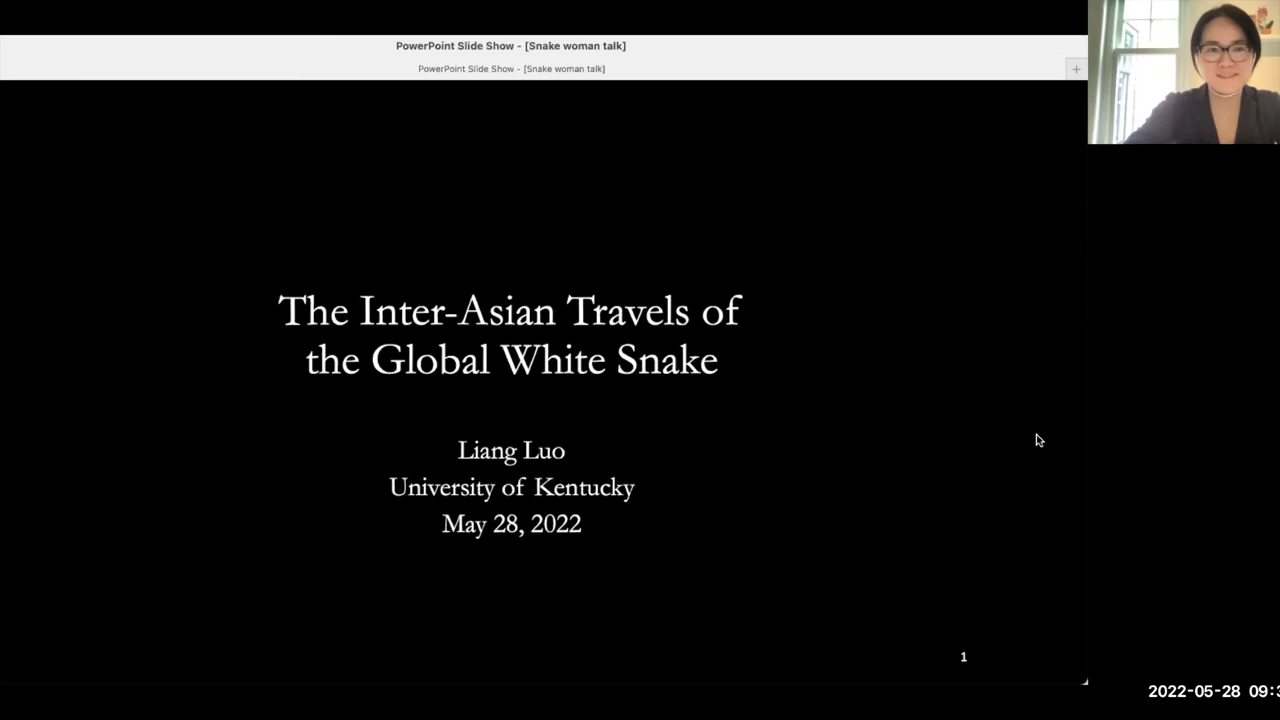 PowerPoint Slide Show - [Snake woman talk]
PowerPoint Slide Show - [Snake woman talk]
The Inter-Asian Travels of
the Global White Snake
Liang Luo
University of Kentucky
May 28, 2022
1
2022-05-28 09:3